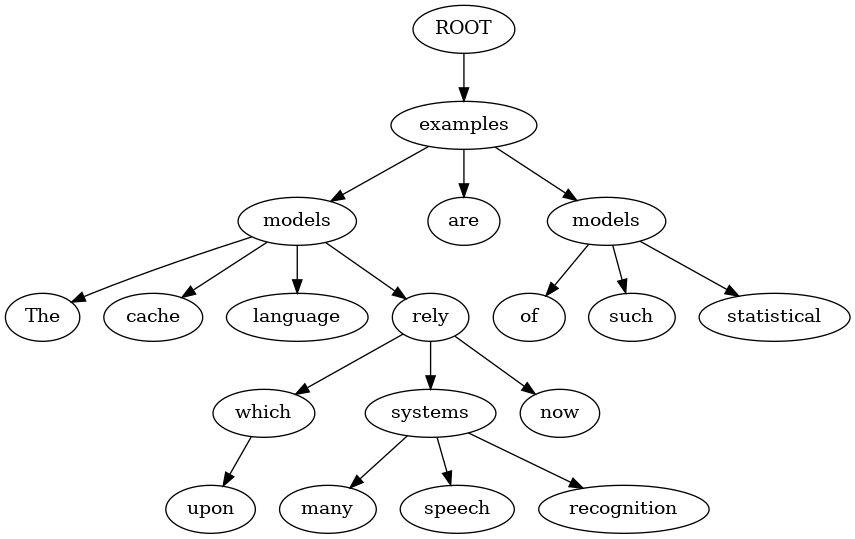 ROOT
examples
models are models
The cache language rely of such statistical
which systems now
upon many speech recognition